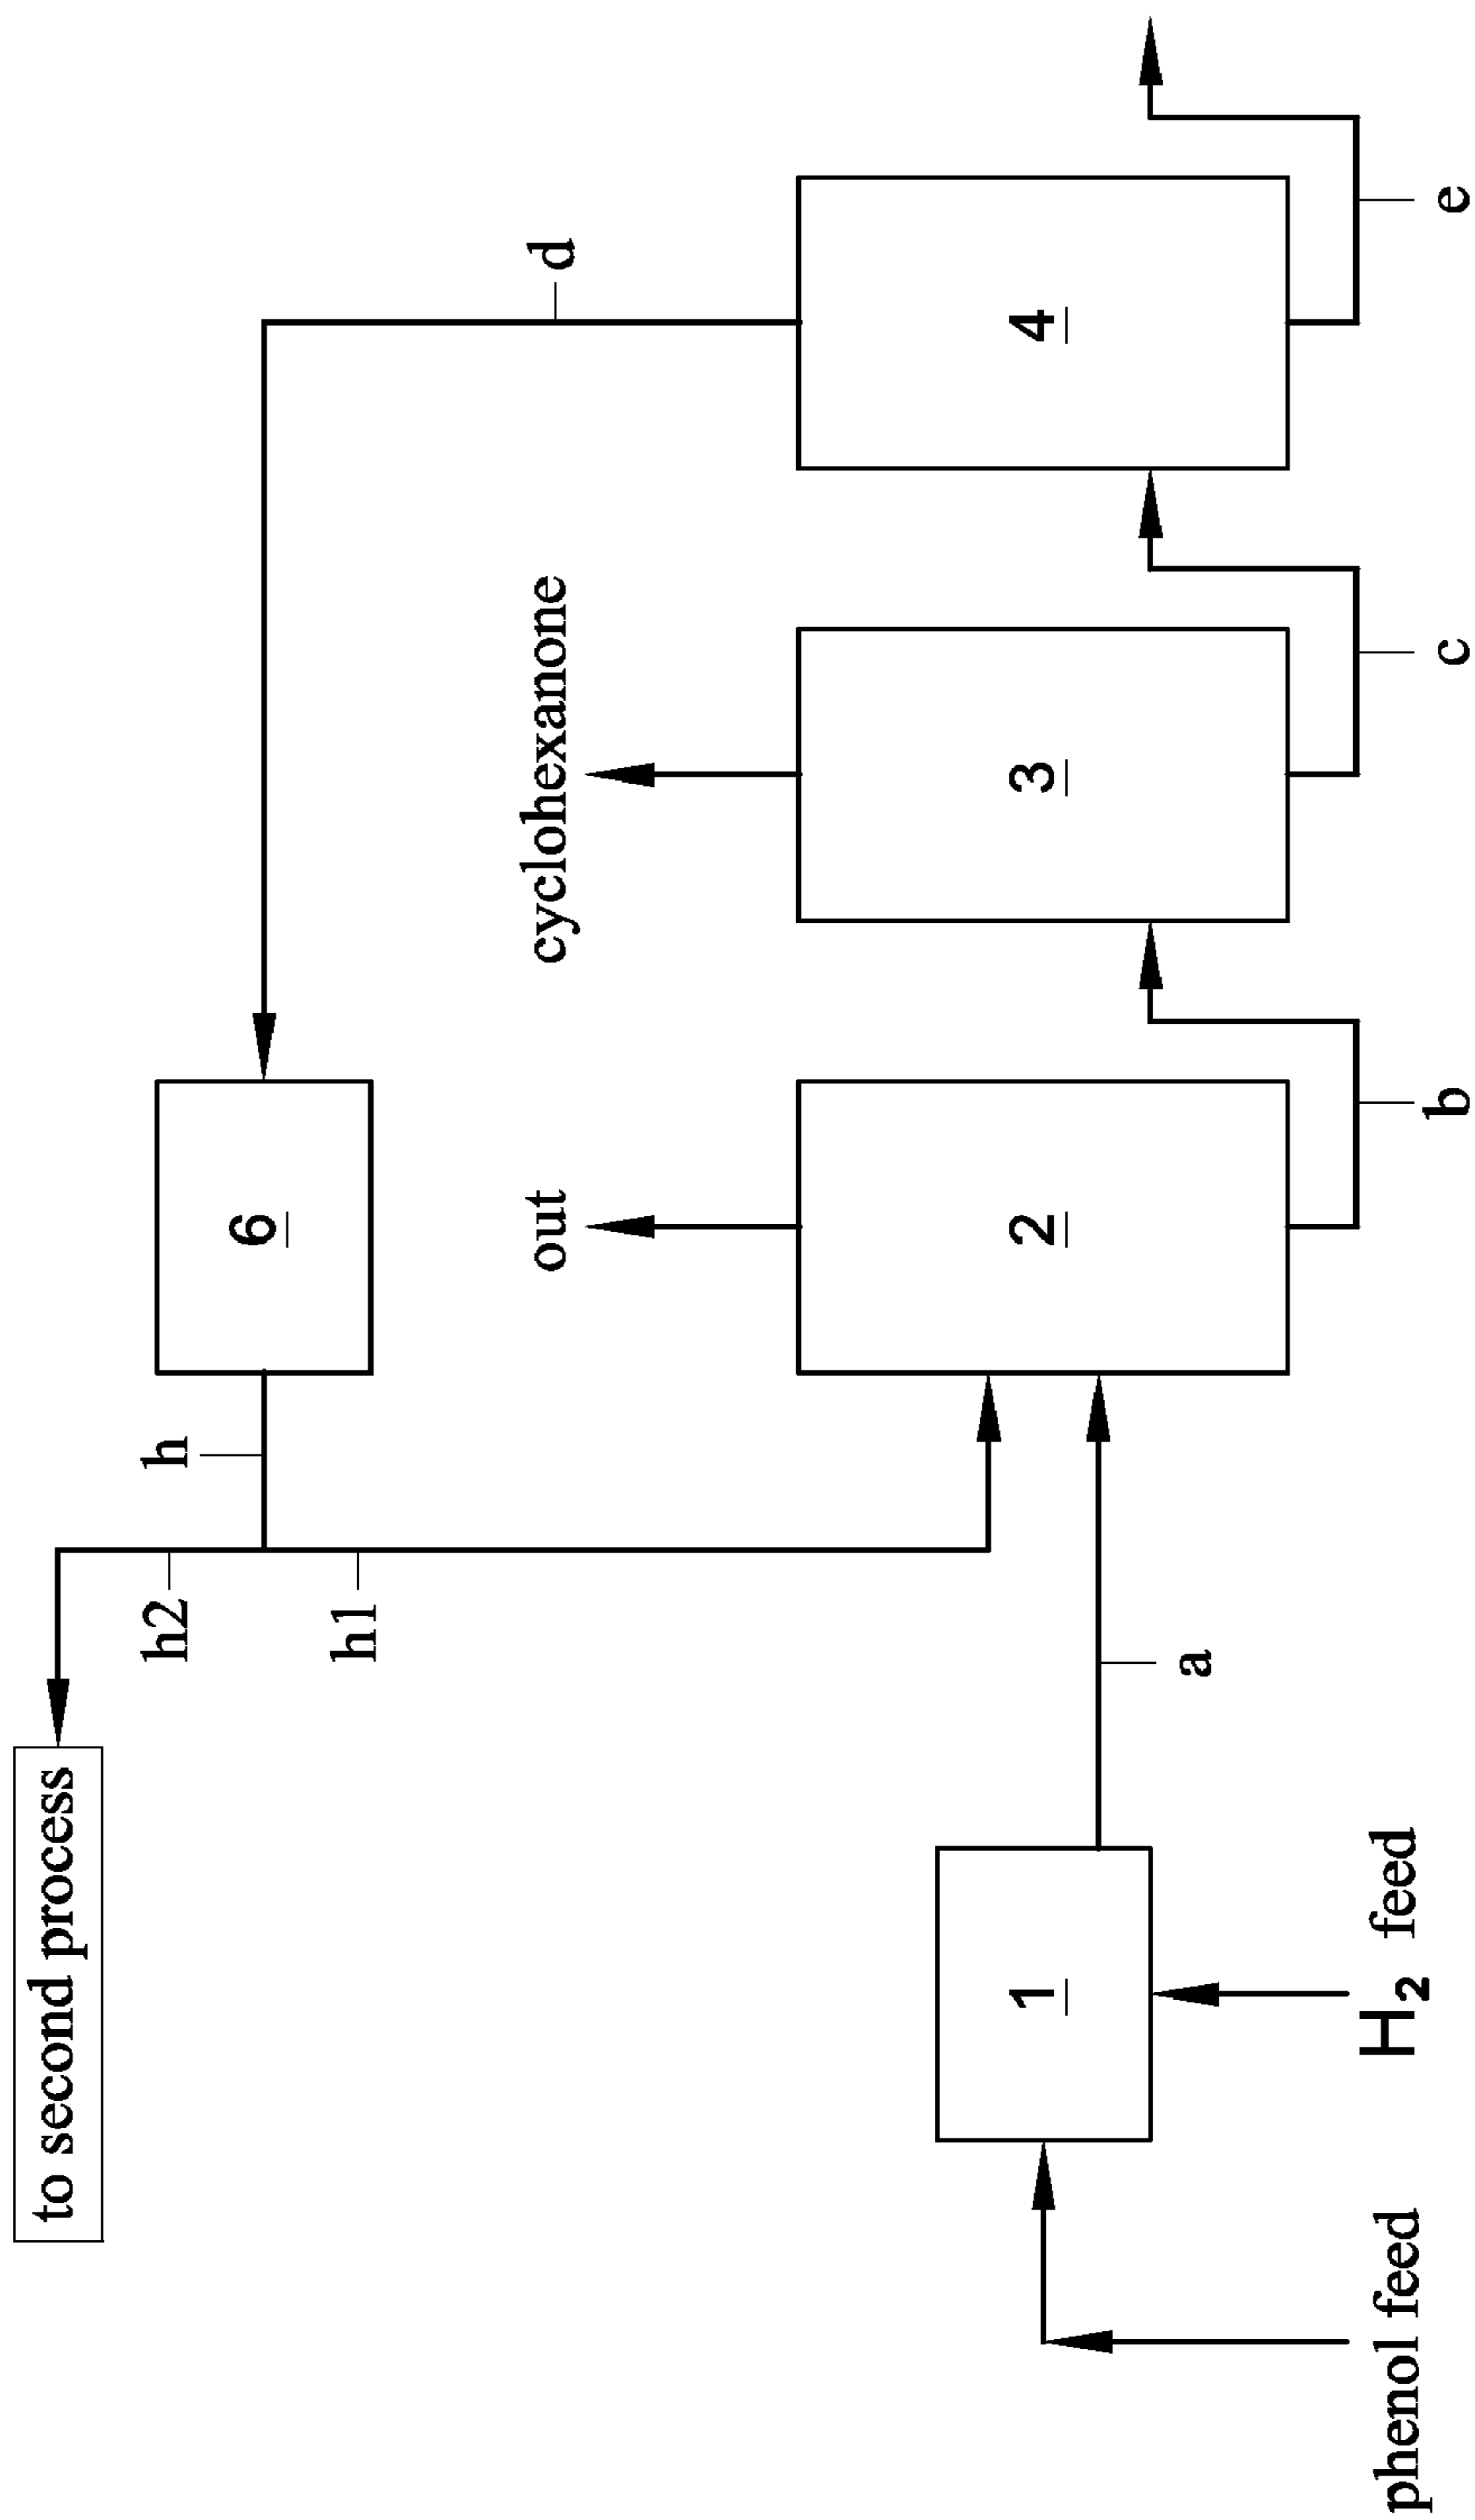 to second process
h2
h
h1
6
d
out
cyclohexanone
1
2
3
4
a
phenol feed
H₂ feed
b
c
e